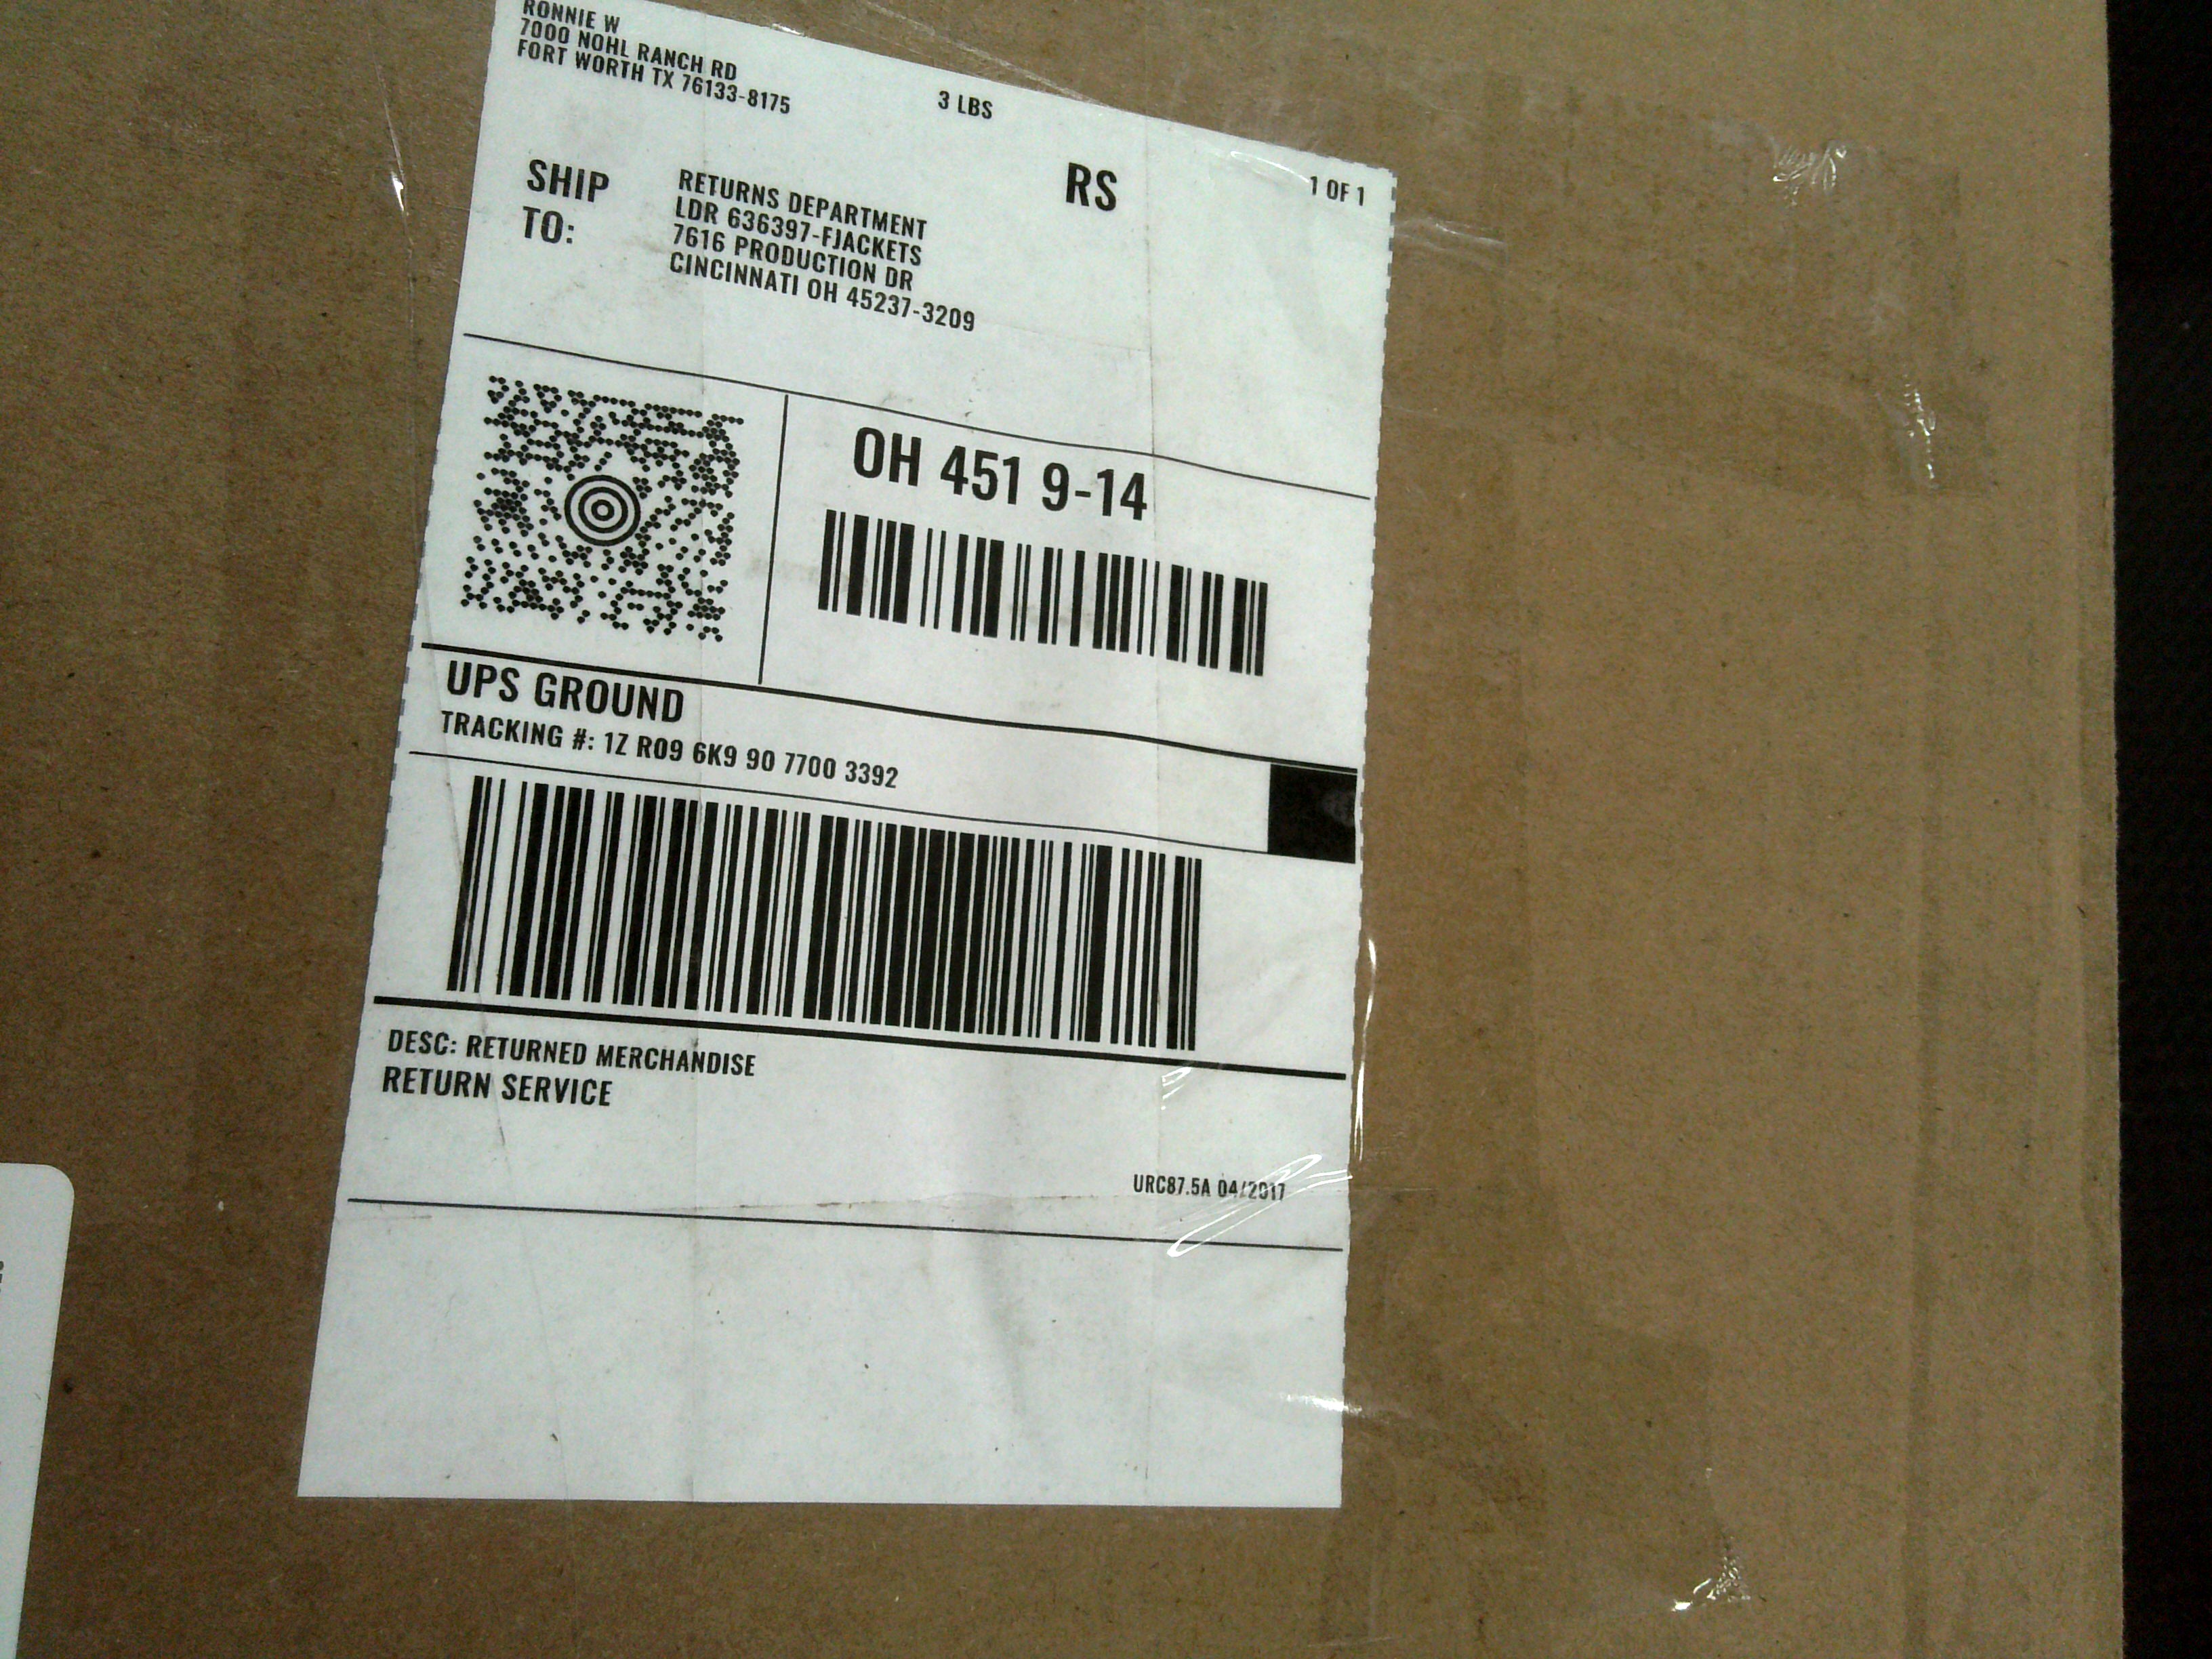 RONNIE W
7000 NOHL RANCH RD
FORT WORTH TX 76133-8175
3 LBS
RS
1 OF 1
SHIP
TO:
RETURNS DEPARTMENT
LDR 636397-FJACKETS
7616 PRODUCTION DR
CINCINNATI OH 45237-3209
OH 451 9-14
UPS GROUND
TRACKING #: 1Z R09 6K9 90 7700 3392
DESC: RETURNED MERCHANDISE
RETURN SERVICE
URC87.5A 04/2017